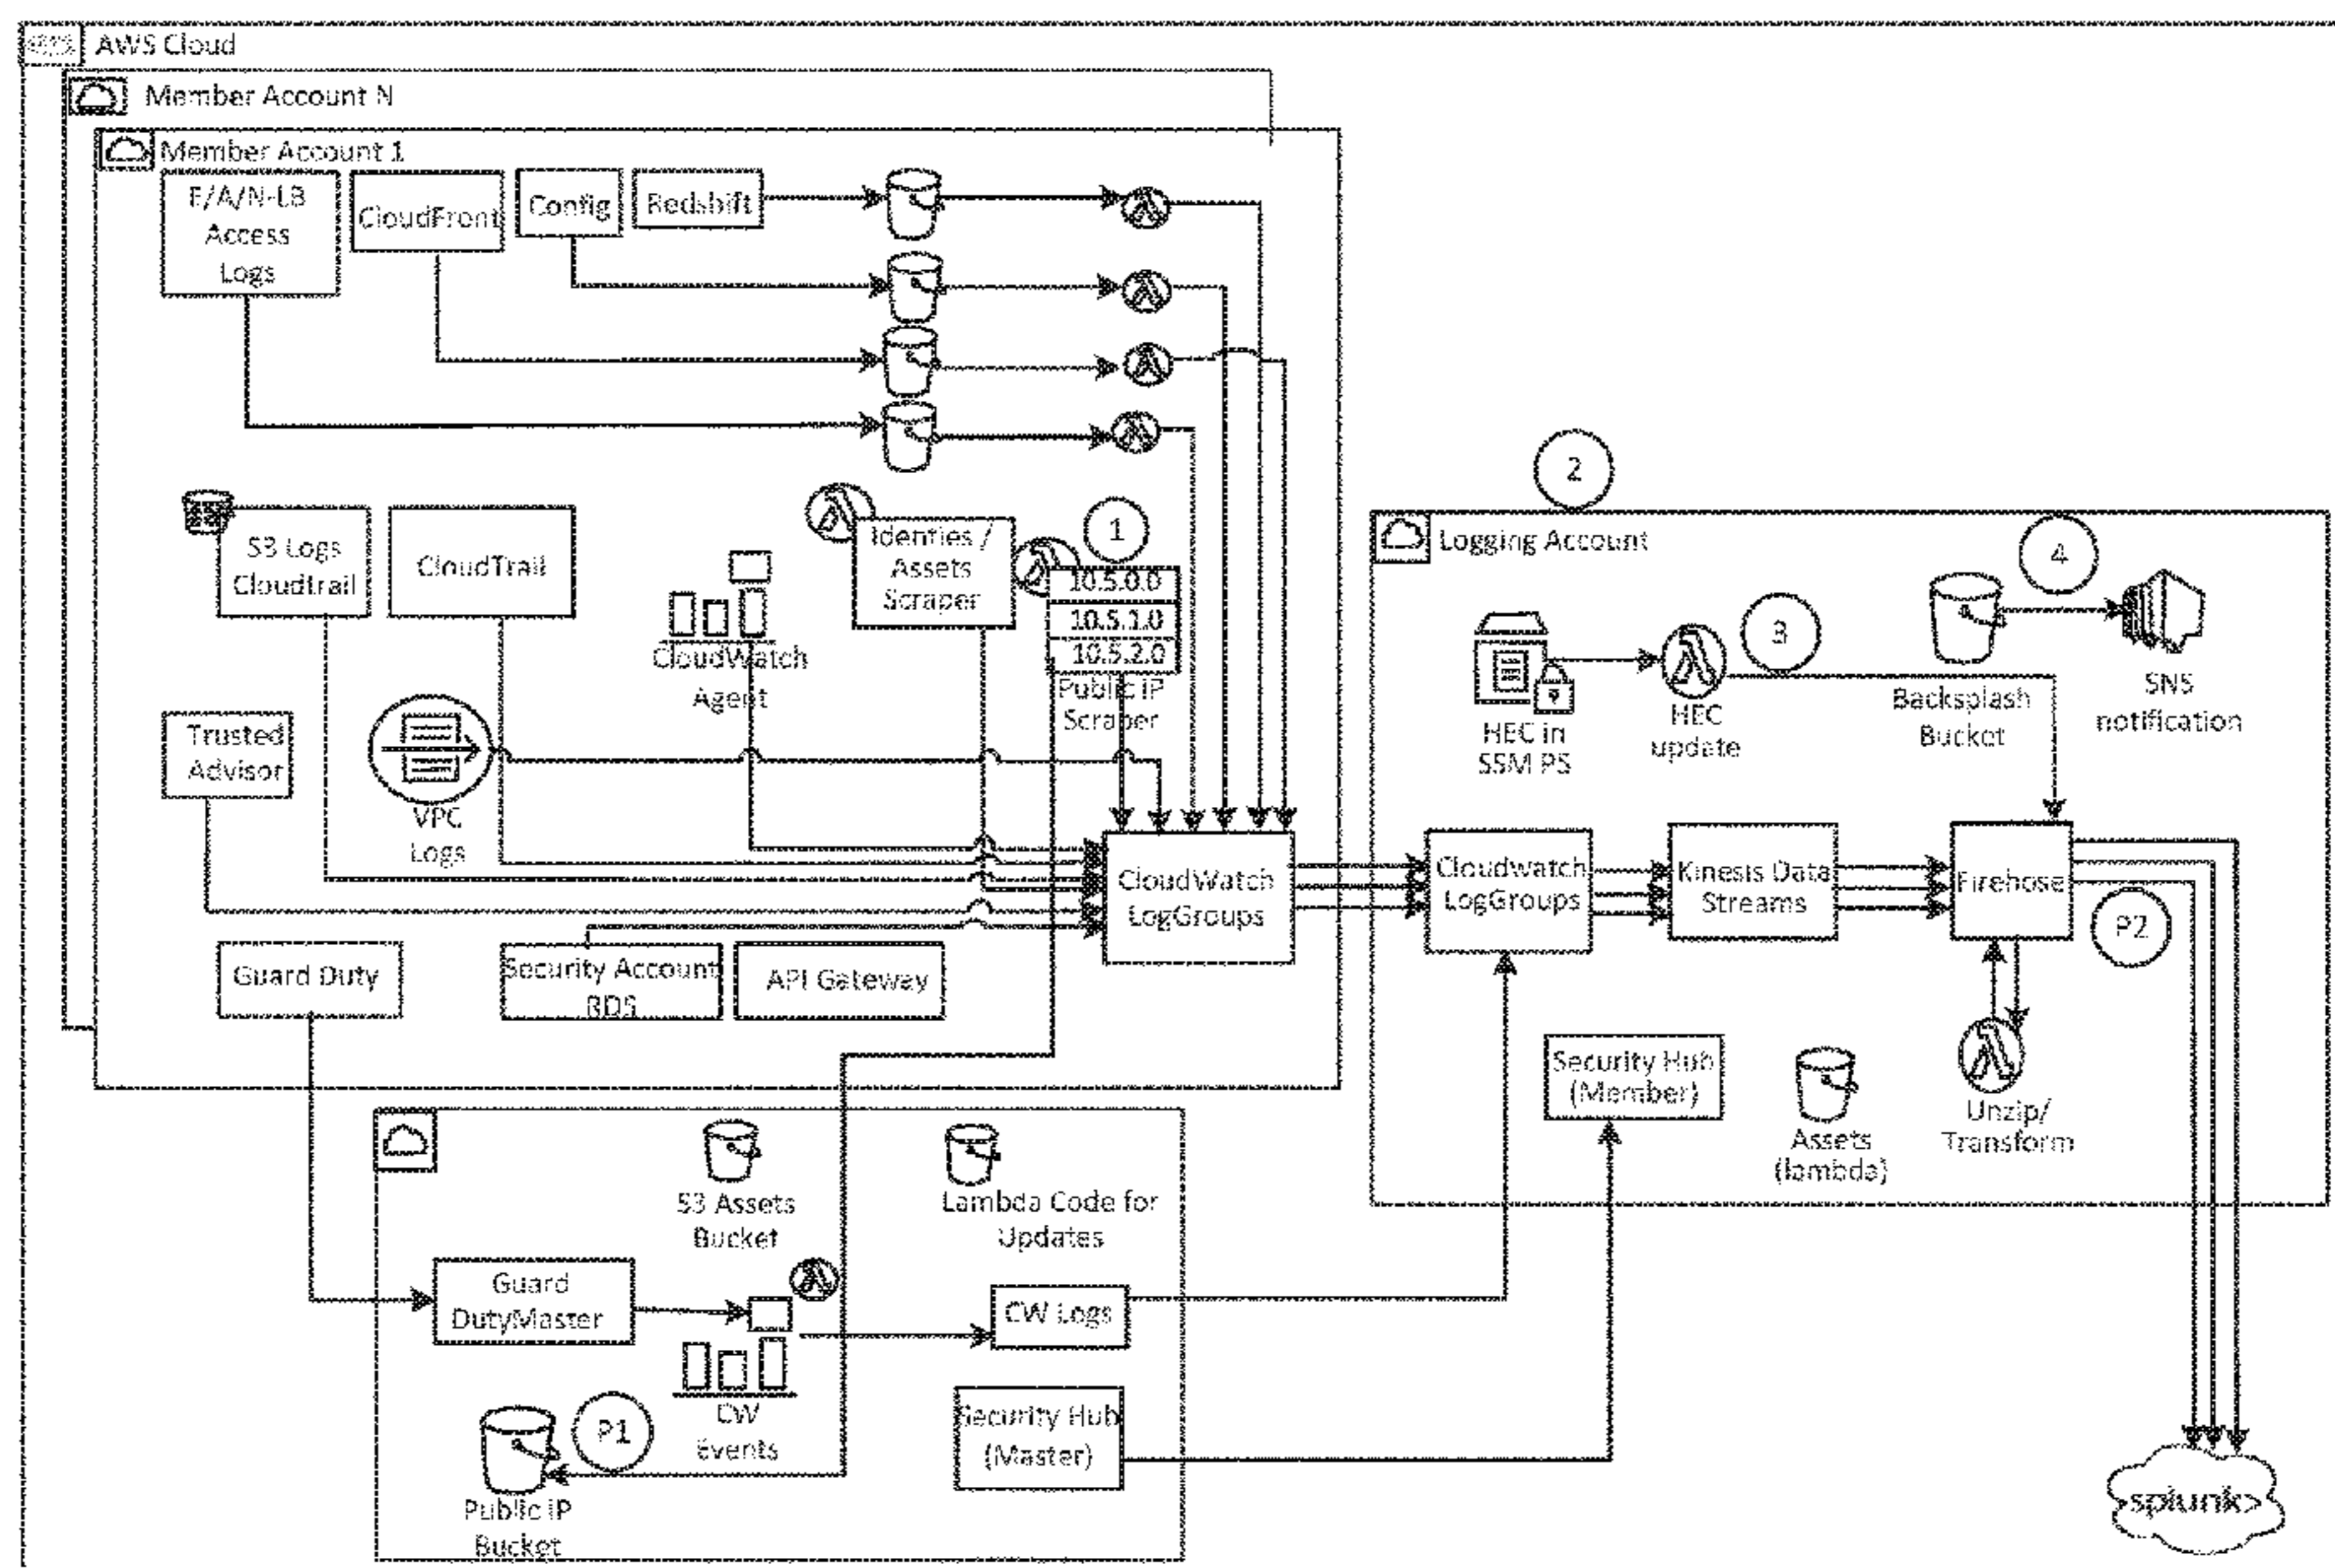 AWS Cloud
Member Account N
Member Account 1
E/A/N-LB
Access
Logs
CloudFront
Config
Redshift
S3 Logs
Cloudtrail
CloudTrail
CloudWatch
Agent
Identies /
Assets
Scraper
1
10.5.0.0
10.5.1.0
10.5.2.0
Public IP
Scraper
Trusted
Advisor
VPC
Logs
CloudWatch
LogGroups
Guard Duty
Security Account
RDS
API Gateway
2
Logging Account
HEC in
SSM PS
HEC
update
3
Backsplash
Bucket
4
SNS
notification
Cloudwatch
LogGroups
Kinesis Data
Streams
Firehose
P2
Security Hub
(Member)
Assets
(lambda)
Unzip/
Transform
S3 Assets
Bucket
Lambda Code for
Updates
Guard
DutyMaster
CW
Events
CW Logs
Security Hub
(Master)
P1
Public IP
Bucket
splunk>